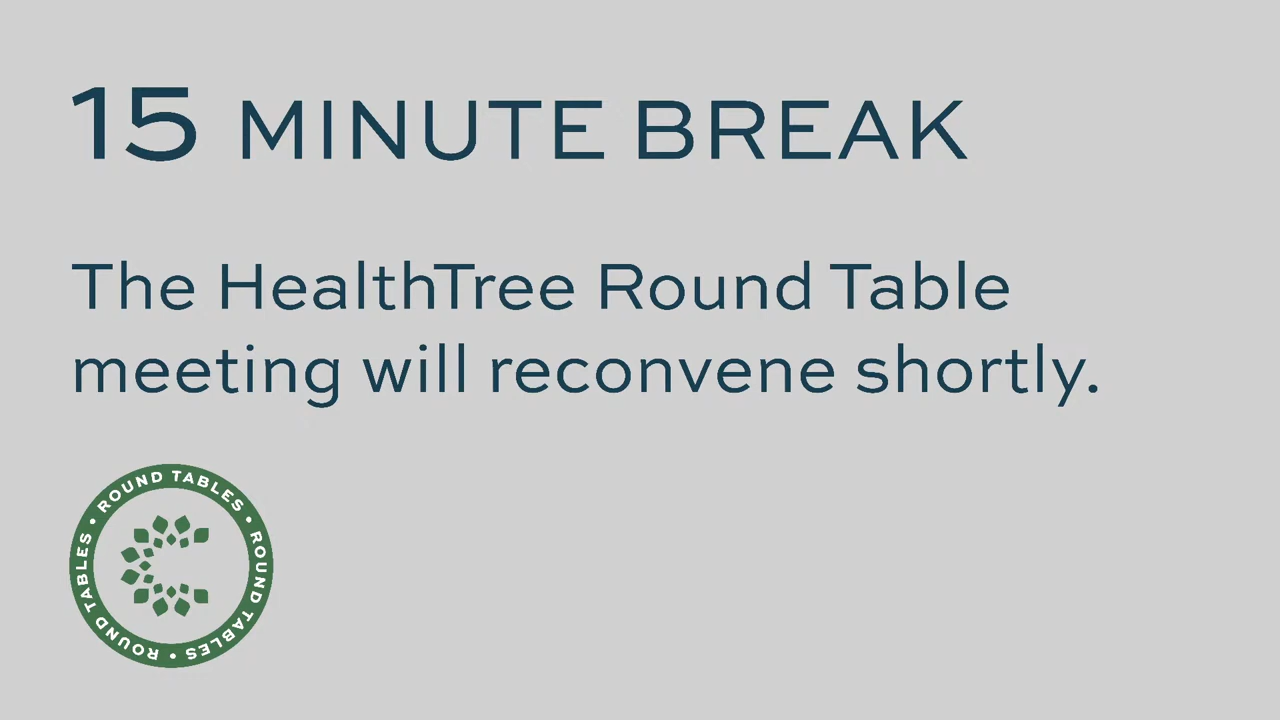 15 MINUTE BREAK
The HealthTree Round Table
meeting will reconvene shortly.
ROUND TABLES • ROUND TABLES • ROUND TABLES •